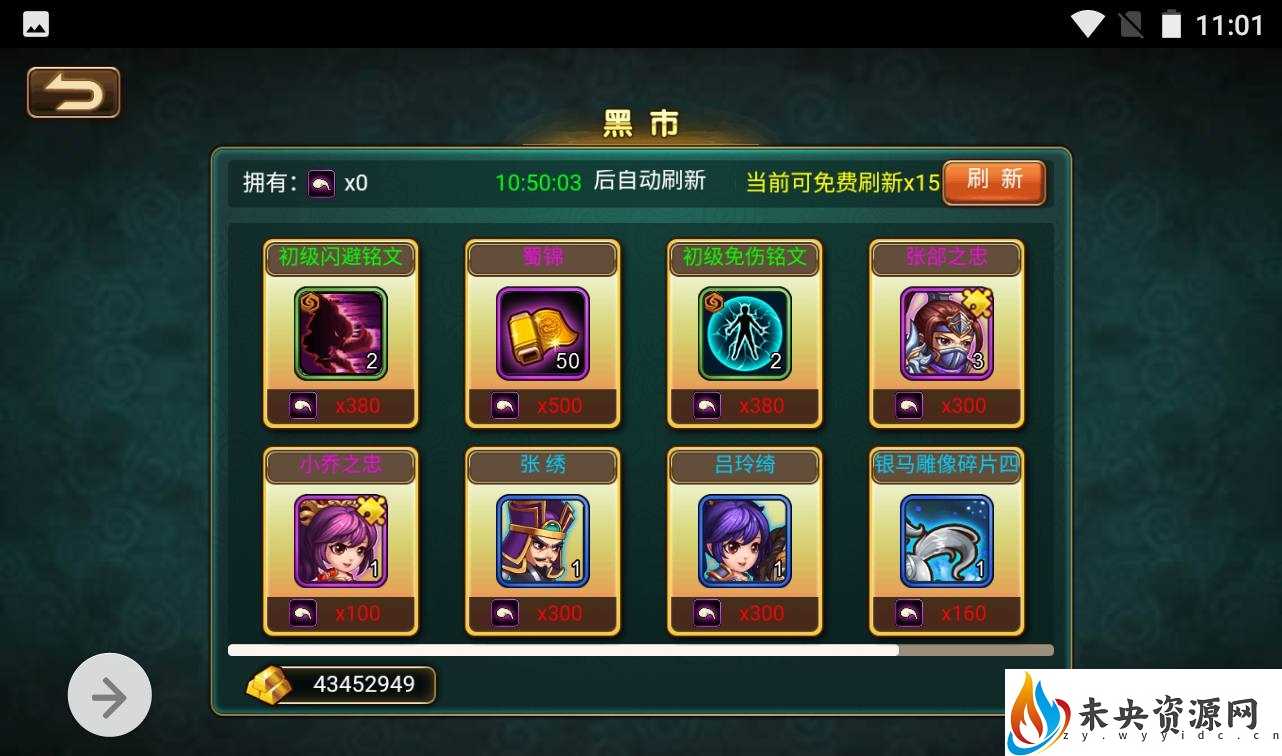 11:01
黑市
拥有: x0
10:50:03 后自动刷新
当前可免费刷新x15
刷新
初级闪避铭文
2
x380
蜀锦
50
x500
初级免伤铭文
2
x380
张郃之忠
3
x300
小乔之忠
1
x100
张绣
1
x300
吕玲绮
1
x300
银马雕像碎片四
1
x160
43452949
未央资源网
zy.wyyidc.cn